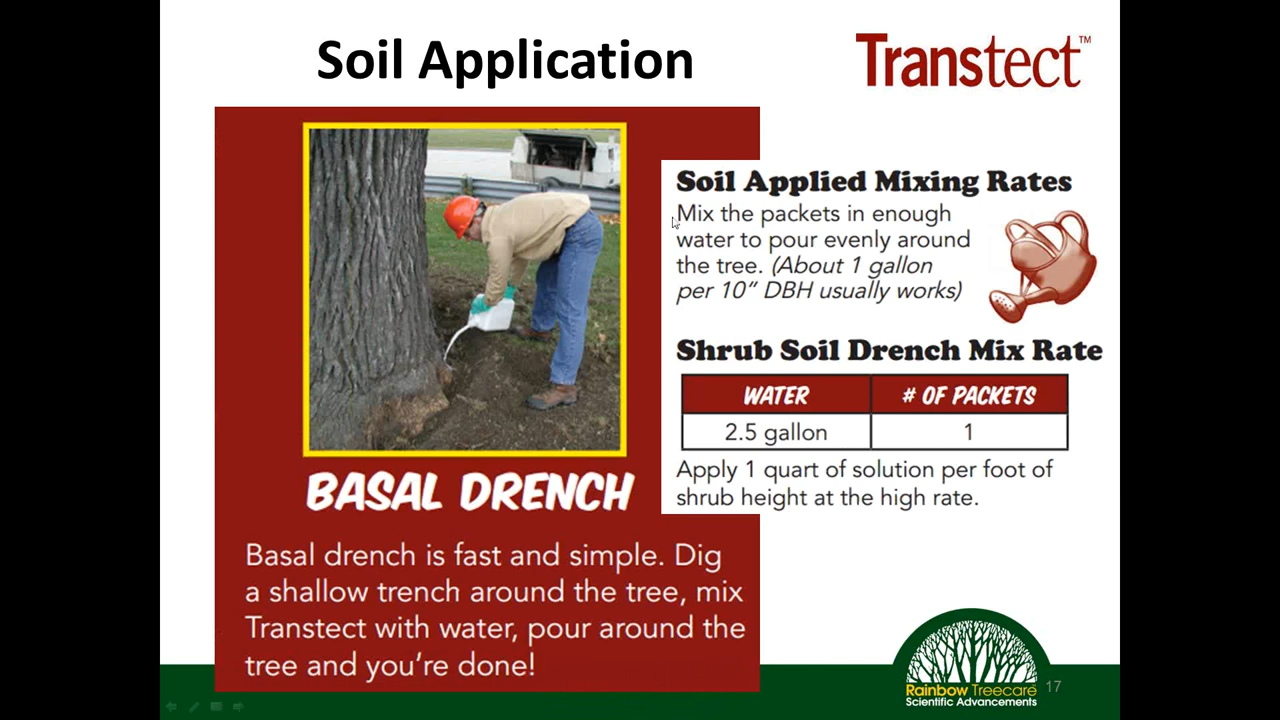 Soil Application
Transtect™
Soil Applied Mixing Rates
Mix the packets in enough
water to pour evenly around
the tree. (About 1 gallon
per 10” DBH usually works)
Shrub Soil Drench Mix Rate
WATER # OF PACKETS
2.5 gallon 1
Apply 1 quart of solution per foot of
shrub height at the high rate.
BASAL DRENCH
Basal drench is fast and simple. Dig
a shallow trench around the tree, mix
Transtect with water, pour around the
tree and you’re done!
Rainbow Treecare
Scientific Advancements
17